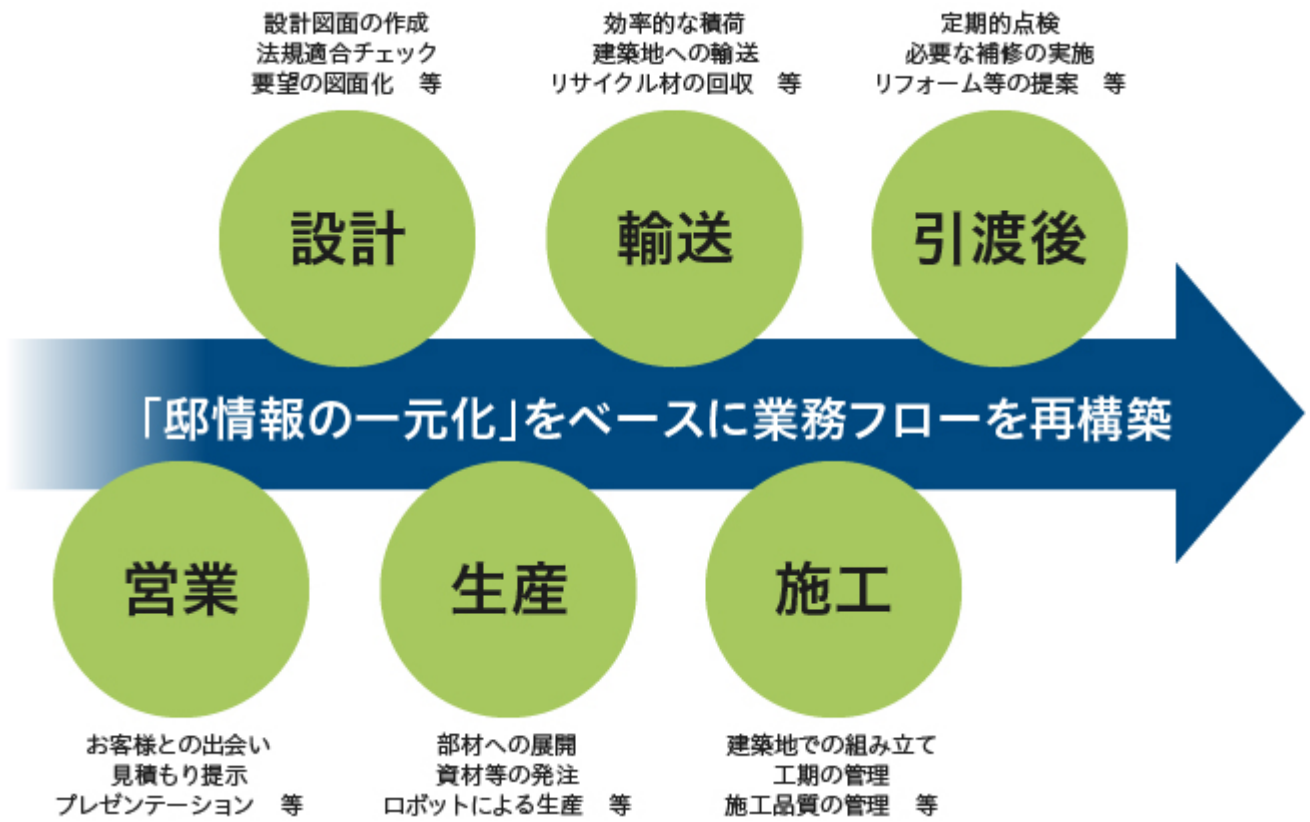 設計図面の作成
法規適合チェック
要望の図面化　等
効率的な積荷
建築地への輸送
リサイクル材の回収　等
定期的点検
必要な補修の実施
リフォーム等の提案　等
設計
輸送
引渡後
「邸情報の一元化」をベースに業務フローを再構築
営業
生産
施工
お客様との出会い
見積もり提示
プレゼンテーション　等
部材への展開
資材等の発注
ロボットによる生産　等
建築地での組み立て
工期の管理
施工品質の管理　等